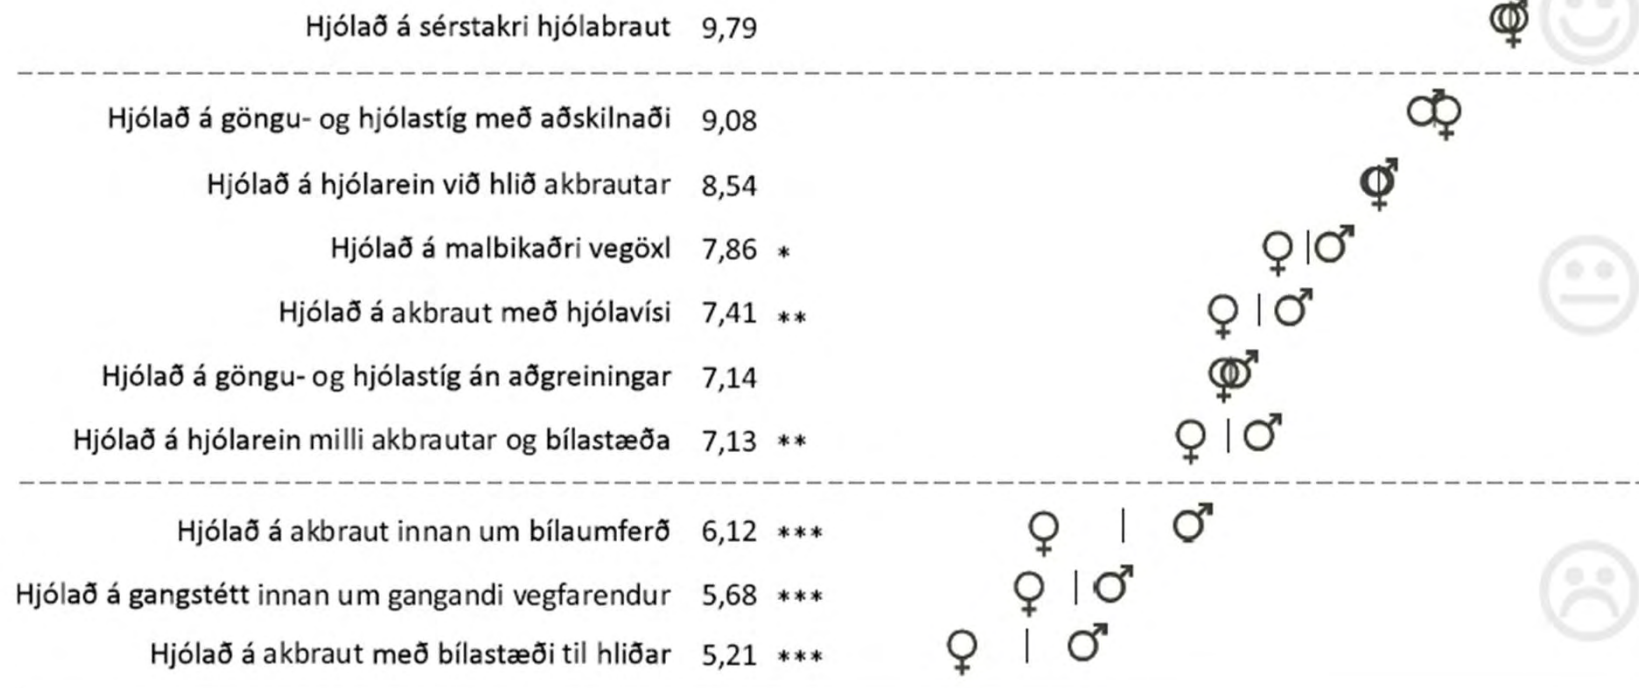 Hjólað á sérstakri hjólabraut 9,79
Hjólað á göngu- og hjólastíg með aðskilnaði 9,08
Hjólað á hjólarein við hlið akbrautar 8,54
Hjólað á malbikaðri vegöxl 7,86 *
Hjólað á akbraut með hjólavísi 7,41 **
Hjólað á göngu- og hjólastíg án aðgreiningar 7,14
Hjólað á hjólarein milli akbrautar og bílastæða 7,13 **
Hjólað á akbraut innan um bílaumferð 6,12 ***
Hjólað á gangstétt innan um gangandi vegfarendur 5,68 ***
Hjólað á akbraut með bílastæði til hliðar 5,21 ***